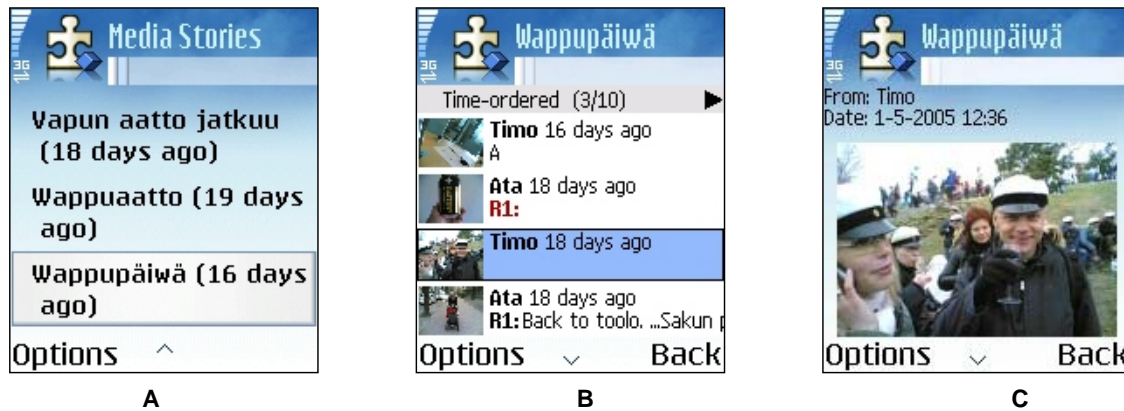 3G
Media Stories
Vapun aatto jatkuu
(18 days ago)
Wappuaatto (19 days
ago)
Wappupäiwä (16 days
ago)
Options
A
3G
Wappupäiwä
Time-ordered (3/10)
Timo 16 days ago
A
Ata 18 days ago
R1:
Timo 18 days ago
Ata 18 days ago
R1:Back to toolo. ...Sakun p
Options Back
B
3G
Wappupäiwä
From: Timo
Date: 1-5-2005 12:36
Options Back
C